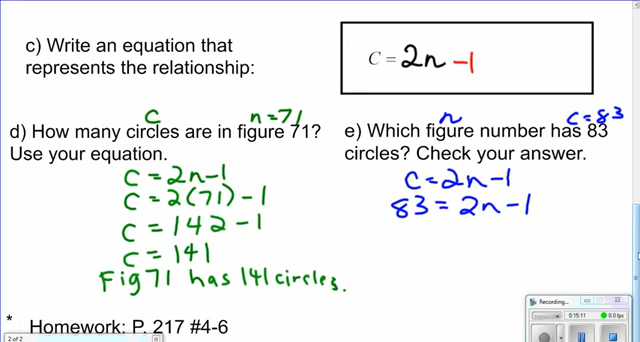 c) Write an equation that
represents the relationship:
C = 2n - 1
C
n = 71
d) How many circles are in figure 71?
Use your equation.
C = 2n - 1
C = 2(71) - 1
C = 142 - 1
C = 141
Fig 71 has 141 circles.
n
C = 83
e) Which figure number has 83
circles? Check your answer.
C = 2n - 1
83 = 2n - 1
* Homework: P. 217 #4-6
2 of 2
Recording...
0:15:11
8.0 fps